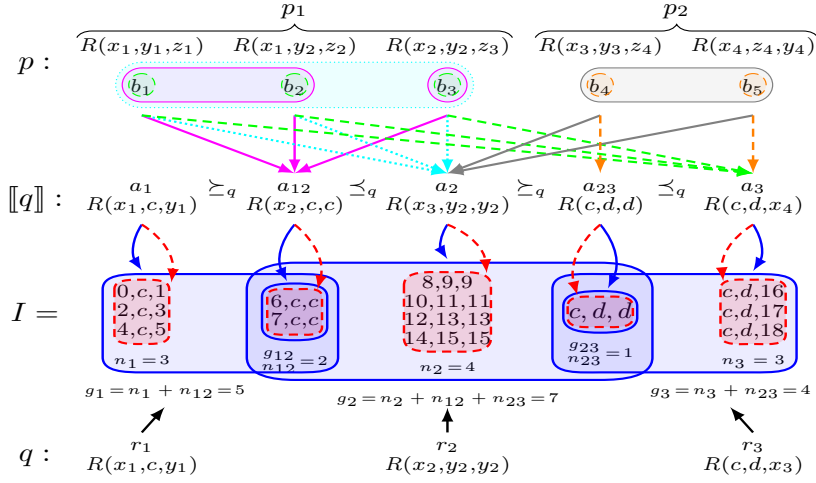 p₁ p₂
R(x₁,y₁,z₁) R(x₁,y₂,z₂) R(x₂,y₂,z₃) R(x₃,y₃,z₄) R(x₄,z₄,y₄)
p :
b₁ b₂ b₃ b₄ b₅
a₁ ⪰q a₁₂ ⪯q a₂ ⪰q a₂₃ ⪯q a₃
⟦q⟧ :
R(x₁,c,y₁) R(x₂,c,c) R(x₃,y₂,y₂) R(c,d,d) R(c,d,x₄)
I =
0,c,1
2,c,3
4,c,5
n₁=3
6,c,c
7,c,c
g₁₂
n₁₂=2
8,9,9
10,11,11
12,13,13
14,15,15
n₂=4
c, d, d
g₂₃
n₂₃=1
c,d,16
c,d,17
c,d,18
n₃ = 3
g₁=n₁ + n₁₂=5
g₂=n₂ + n₁₂ + n₂₃=7
g₃=n₃ + n₂₃=4
r₁ r₂ r₃
q :
R(x₁,c,y₁) R(x₂,y₂,y₂) R(c,d,x₃)